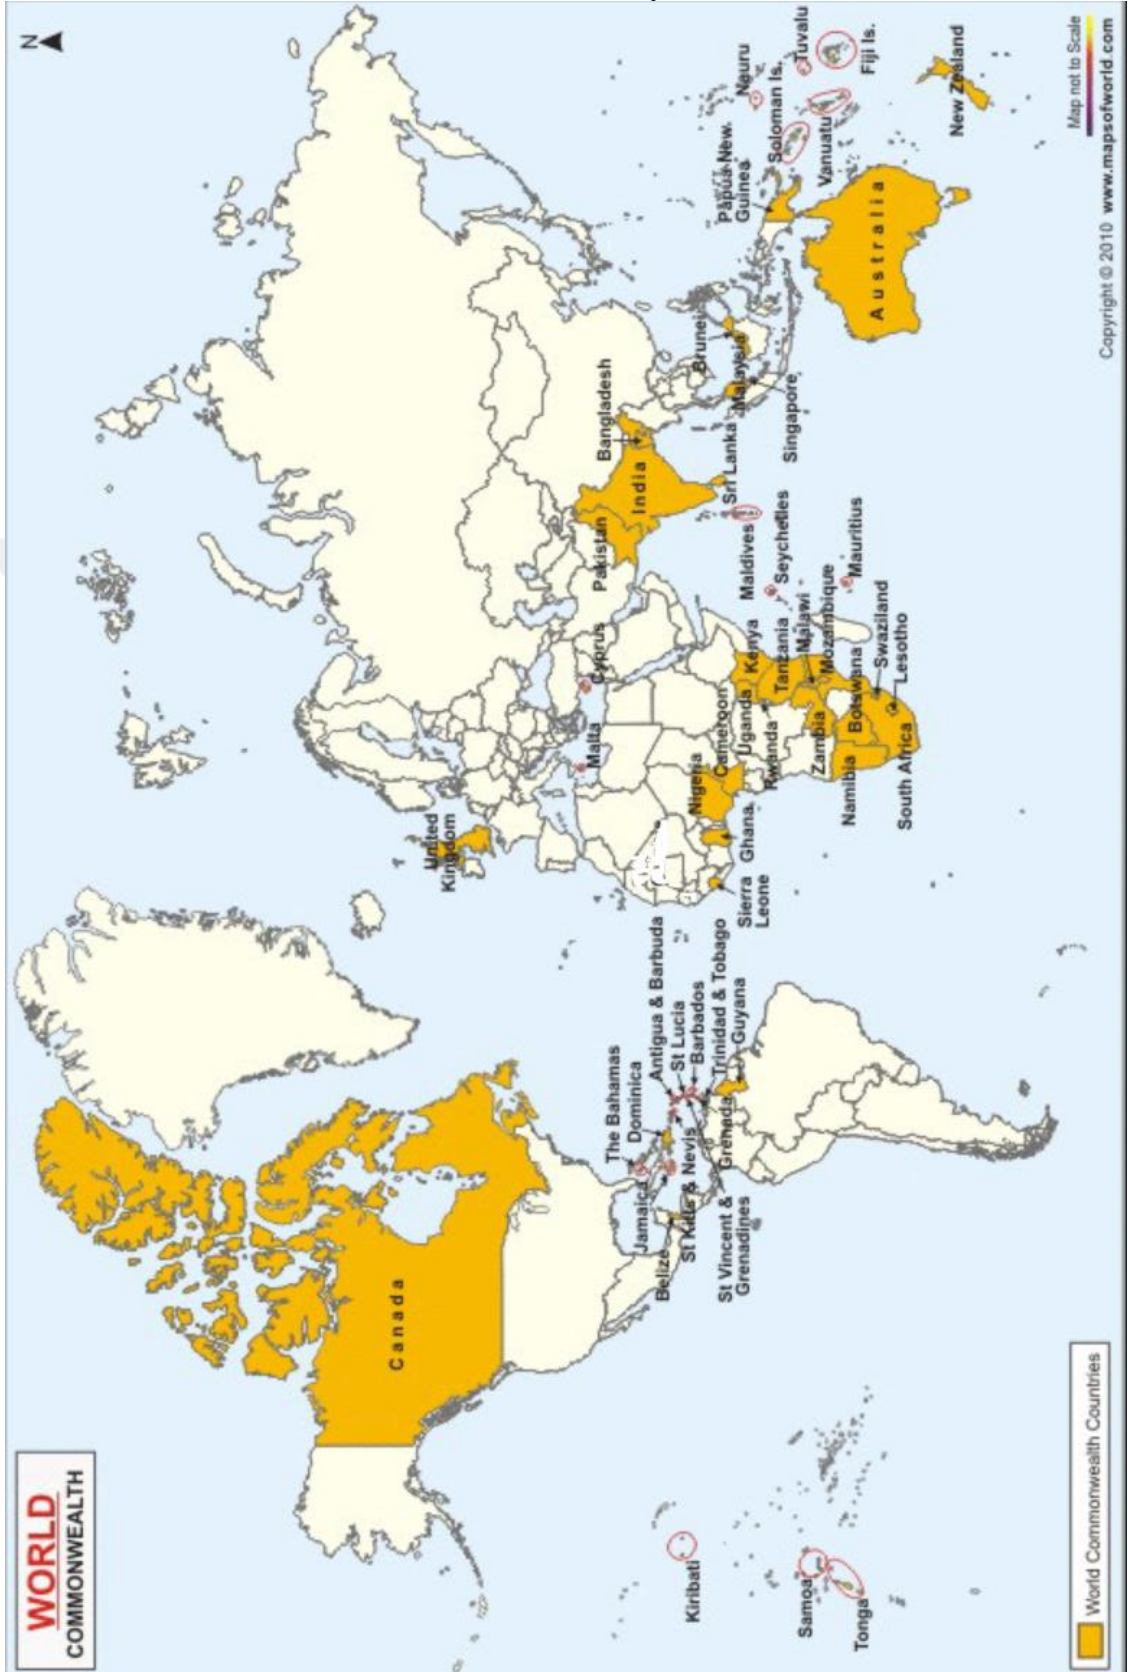 WORLD
COMMONWEALTH
N
Canada
United
Kingdom
Malta
Cyprus
Pakistan
India
Bangladesh
Sri Lanka
Maldives
Seychelles
Mauritius
Brunei
Malaysia
Singapore
Papua New
Guinea
Nauru
Soloman Is.
Tuvalu
Vanuatu
Fiji Is.
Australia
New Zealand
The Bahamas
Dominica
Jamaica
Belize
Antigua & Barbuda
St Lucia
Barbados
Trinidad & Tobago
Guyana
St Kitts & Nevis
Grenada
St Vincent &
Grenadines
Kiribati
Samoa
Tonga
Sierra
Leone
Ghana
Nigeria
Cameroon
Uganda
Rwanda
Kenya
Tanzania
Malawi
Mozambique
Zambia
Namibia
Botswana
Swaziland
Lesotho
South Africa
World Commonwealth Countries
Map not to Scale
Copyright © 2010 www.mapsofworld.com